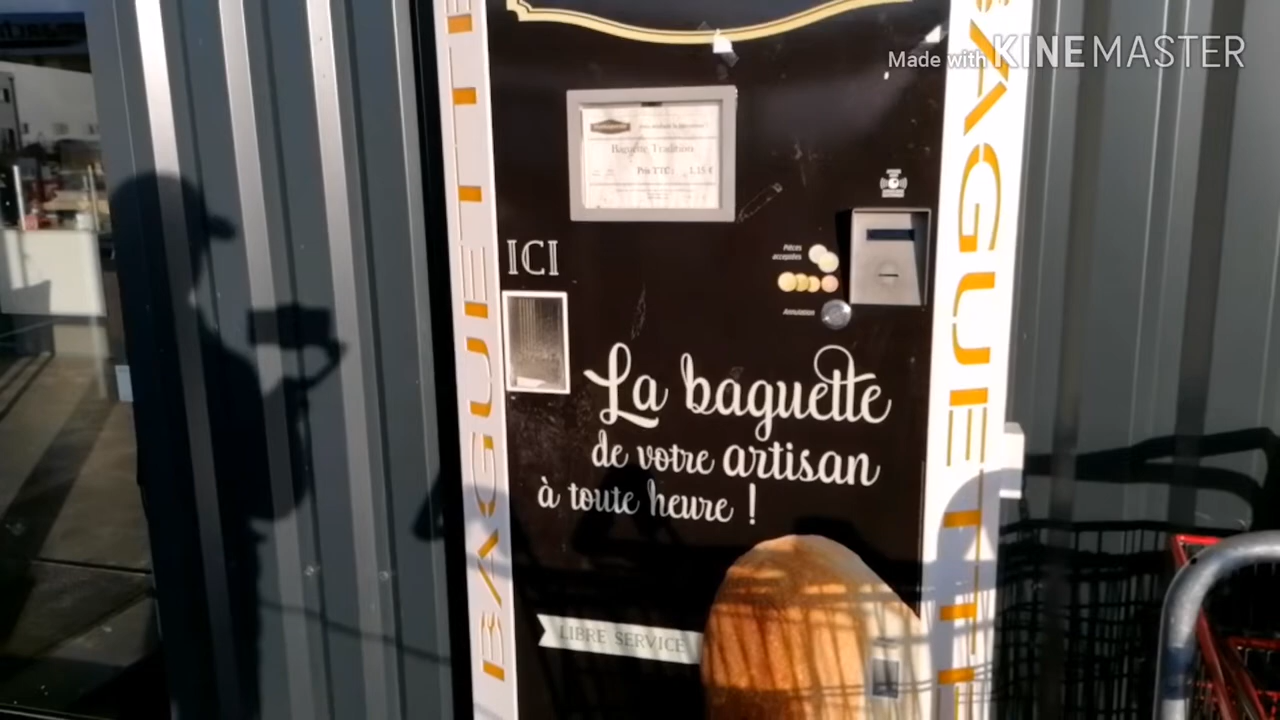 Made with KINEMASTER
Baguette Tradition
Prix TTC: 1.15 €
ICI
Pièces
acceptées
Annulation
La baguette
de votre artisan
à toute heure !
LIBRE SERVICE
BAGUETTE
BAGUETTE